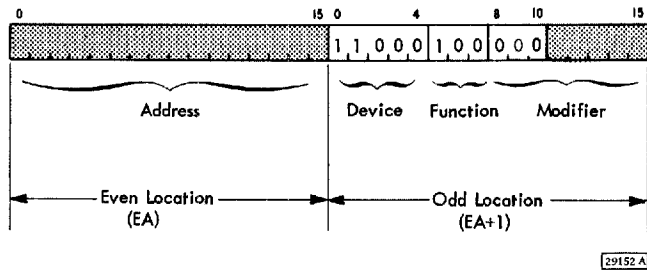 0 15 0 4 8 10 15
1 1 0 0 0 1 0 0 0 0 0
Address Device Function Modifier
Even Location Odd Location
(EA) (EA+1)
29152 A